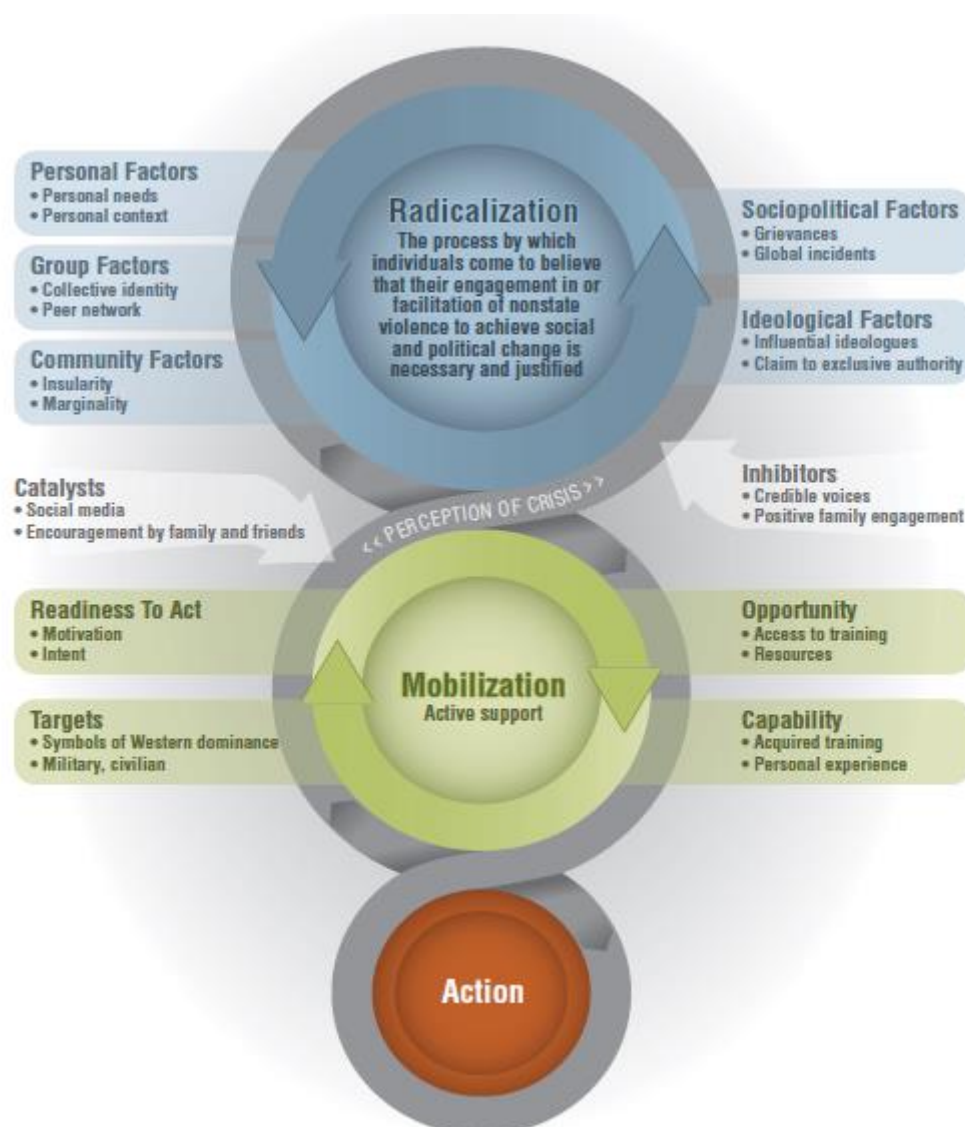 Personal Factors
• Personal needs
• Personal context
Group Factors
• Collective identity
• Peer network
Community Factors
• Insularity
• Marginality
Radicalization
The process by which
individuals come to believe
that their engagement in or
facilitation of nonstate
violence to achieve social
and political change is
necessary and justified
Sociopolitical Factors
• Grievances
• Global incidents
Ideological Factors
• Influential ideologues
• Claim to exclusive authority
Catalysts
• Social media
• Encouragement by family and friends
<< PERCEPTION OF CRISIS >>
Inhibitors
• Credible voices
• Positive family engagement
Readiness To Act
• Motivation
• Intent
Targets
• Symbols of Western dominance
• Military, civilian
Mobilization
Active support
Opportunity
• Access to training
• Resources
Capability
• Acquired training
• Personal experience
Action